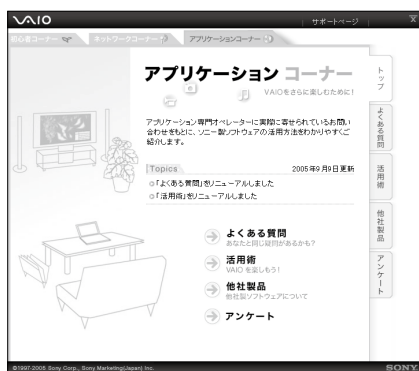 VAIO
サポートページ
初心者コーナー
ネットワークコーナー
アプリケーションコーナー
アプリケーション コーナー
VAIOをさらに楽しむために!
アプリケーション専門オペレーターに実際に寄せられているお問い
合わせをもとに、ソニー製ソフトウェアの活用方法をわかりやすくご
紹介します。
Topics
2005年9月9日更新
「よくある質問」をリニューアルしました
「活用術」をリニューアルしました
よくある質問
あなたと同じ疑問があるかも?
活用術
VAIO を楽しもう!
他社製品
他社製ソフトウェアについて
アンケート
トップ
よくある質問
活用術
他社製品
アンケート
©1997-2005 Sony Corp., Sony Marketing(Japan) Inc.
SONY